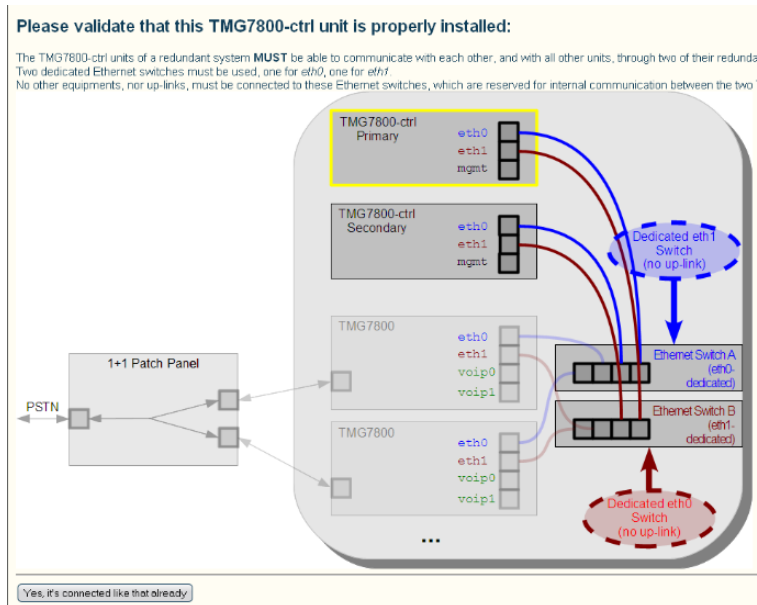 Please validate that this TMG7800-ctrl unit is properly installed:
The TMG7800-ctrl units of a redundant system MUST be able to communicate with each other, and with all other units, through two of their redunda
Two dedicated Ethernet switches must be used, one for eth0, one for eth1
No other equipments, nor up-links, must be connected to these Ethernet switches, which are reserved for internal communication between the two
TMG7800-ctrl
Primary
eth0
eth1
mgmt
TMG7800-ctrl
Secondary
eth0
eth1
mgmt
Dedicated eth1
Switch
(no up-link)
TMG7800
eth0
eth1
voip0
voip1
Ethernet Switch A
(eth0-
dedicated)
1+1 Patch Panel
PSTN
Ethernet Switch B
(eth1-
dedicated)
TMG7800
eth0
eth1
voip0
voip1
Dedicated eth0
Switch
(no up-link)
...
Yes, it's connected like that already